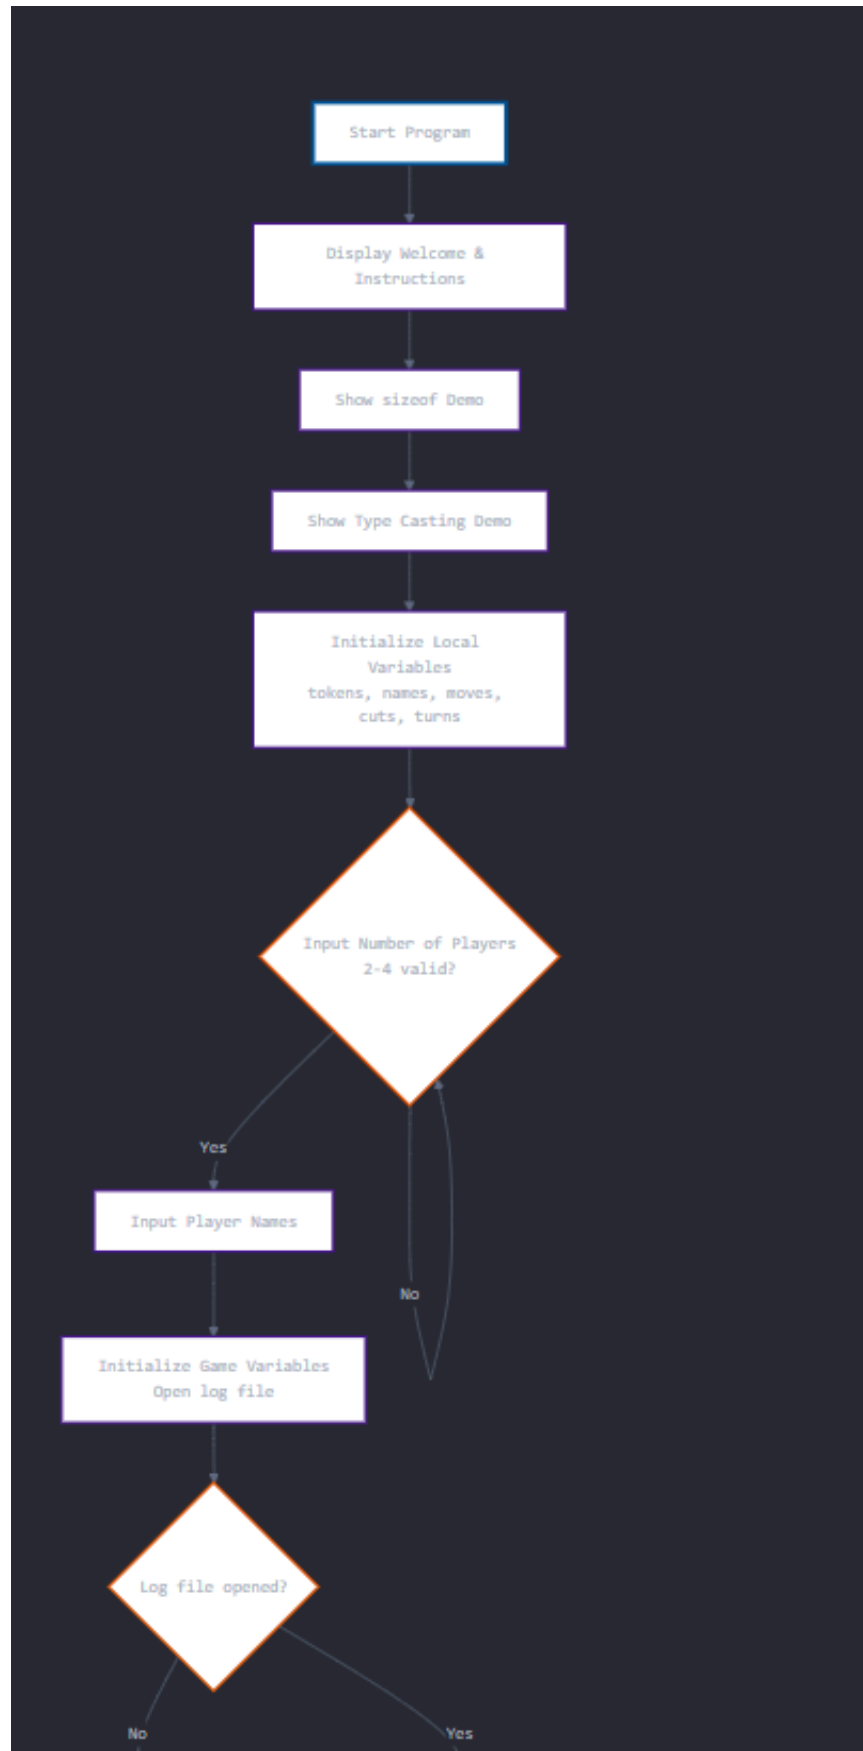 Start Program
Display Welcome &
Instructions
Show sizeof Demo
Show Type Casting Demo
Initialize Local
Variables
tokens, names, moves,
cuts, turns
Input Number of Players
2-4 valid?
Yes
Input Player Names
No
Initialize Game Variables
Open log file
Log file opened?
No
Yes